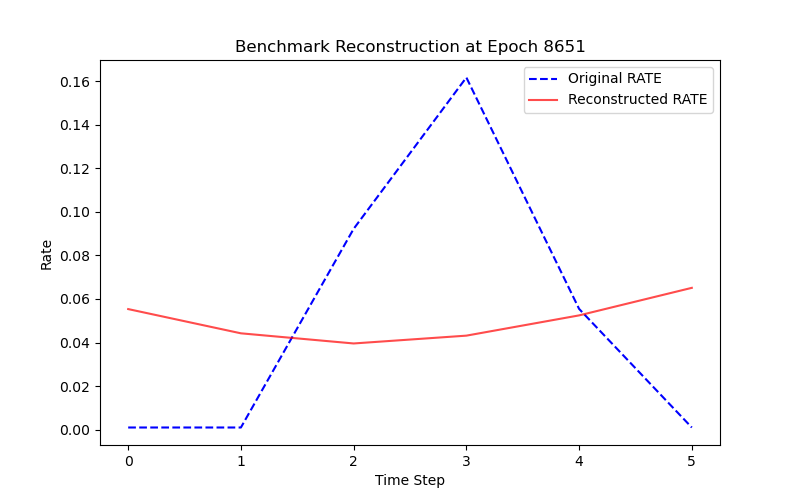 Benchmark Reconstruction at Epoch 8651
Original RATE
Reconstructed RATE
0.16
0.14
0.12
0.10
0.08
0.06
0.04
0.02
0.00
Rate
0 1 2 3 4 5
Time Step